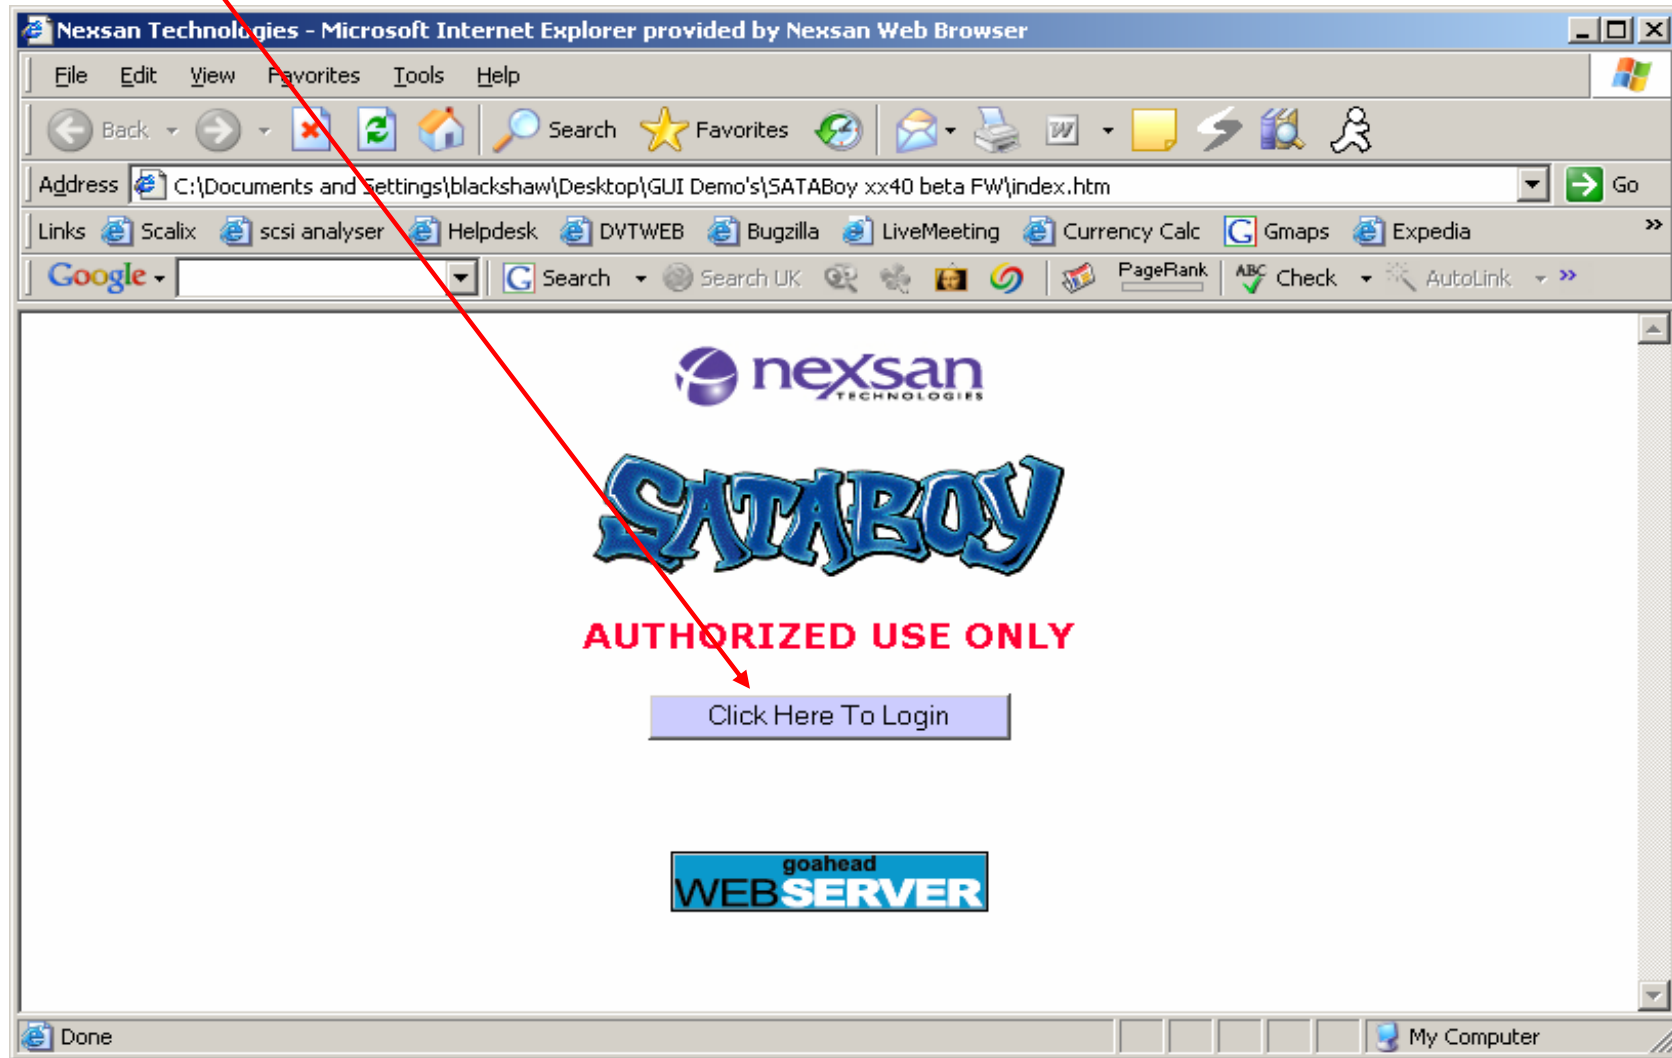 Nexsan Technologies - Microsoft Internet Explorer provided by Nexsan Web Browser
File Edit View Favorites Tools Help
Back Search Favorites
Address C:\Documents and Settings\blackshaw\Desktop\GUI Demo's\SATABoy xx40 beta FW\index.htm Go
Links Scalix scsi analyser Helpdesk DVTWEB Bugzilla LiveMeeting Currency Calc Gmaps Expedia »
Google Search Search UK PageRank ABC Check AutoLink »
nexsan
TECHNOLOGIES
SATABOY
AUTHORIZED USE ONLY
Click Here To Login
goahead
WEBSERVER
Done My Computer